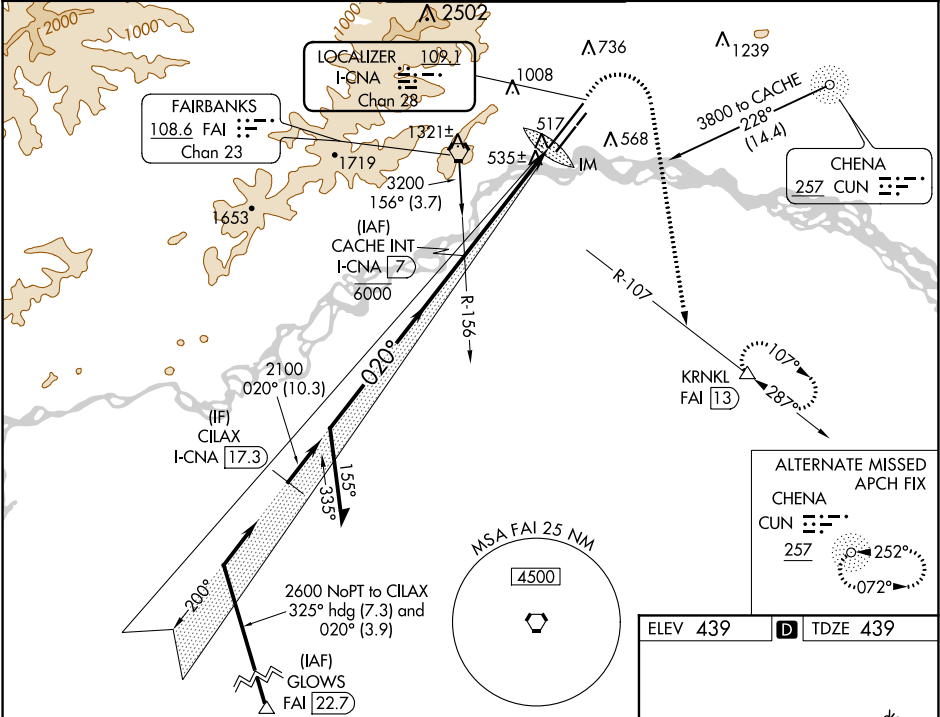 2000
1000
2502
LOCALIZER 109.1
I-CNA
Chan 28
736
1239
1000
1008
FAIRBANKS
108.6 FAI
Chan 23
1321±
1719
517
535±
568
IM
3800 to CACHE
228°
(14.4)
CHENA
257 CUN
3200
156° (3.7)
1653
(IAF)
CACHE INT
I-CNA 7
6000
R-156
R-107
020°
2100
020° (10.3)
KRNKL
FAI 13
107°
287°
(IF)
CILAX
I-CNA 17.3
155°
335°
ALTERNATE MISSED
APCH FIX
CHENA
CUN
257
252°
072°
MSA FAI 25 NM
4500
200°
2600 NoPT to CILAX
325° hdg (7.3) and
020° (3.9)
(IAF)
GLOWS
FAI 22.7
ELEV 439 D TDZE 439